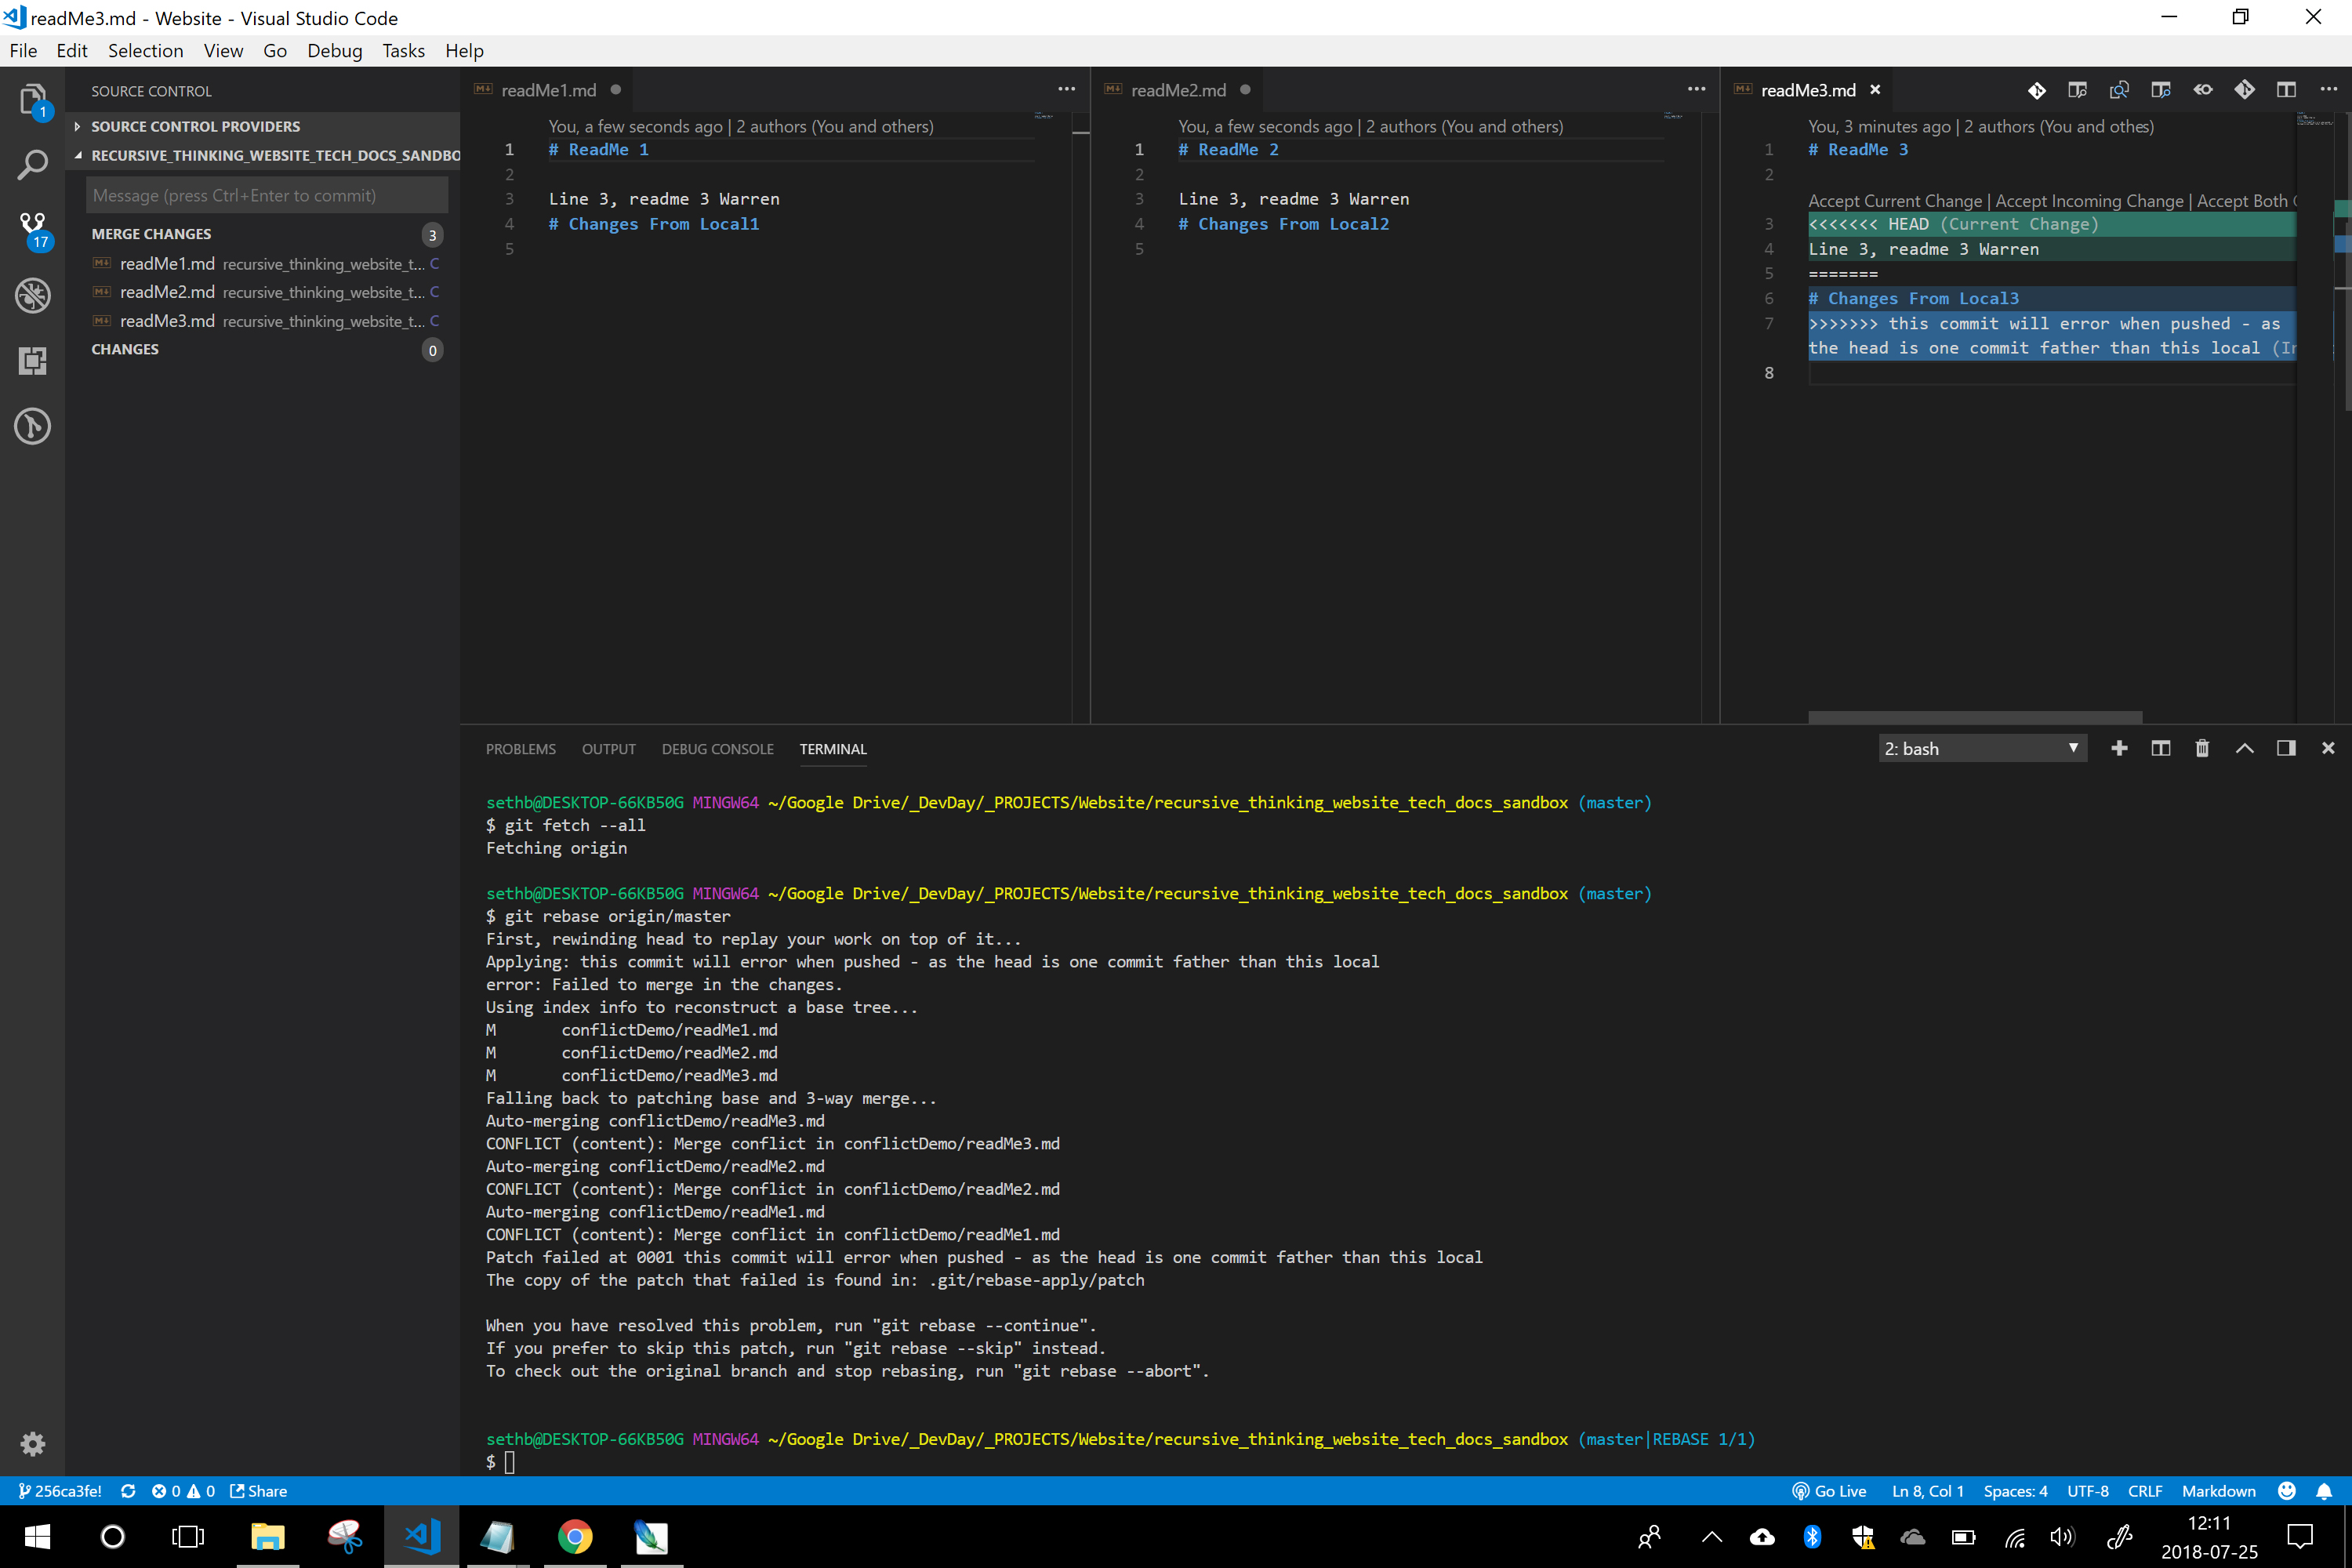 readMe3.md - Website - Visual Studio Code
File Edit Selection View Go Debug Tasks Help
1
17
SOURCE CONTROL
SOURCE CONTROL PROVIDERS
RECURSIVE_THINKING_WEBSITE_TECH_DOCS_SANDBO
Message (press Ctrl+Enter to commit)
MERGE CHANGES 3
readMe1.md recursive_thinking_website_t... C
readMe2.md recursive_thinking_website_t... C
readMe3.md recursive_thinking_website_t... C
CHANGES 0
readMe1.md
You, a few seconds ago | 2 authors (You and others)
1 # ReadMe 1
2
3 Line 3, readme 3 Warren
4 # Changes From Local1
5
readMe2.md
You, a few seconds ago | 2 authors (You and others)
1 # ReadMe 2
2
3 Line 3, readme 3 Warren
4 # Changes From Local2
5
readMe3.md
You, 3 minutes ago | 2 authors (You and othes)
1 # ReadMe 3
2
Accept Current Change | Accept Incoming Change | Accept Both
3 <<<<<<< HEAD (Current Change)
4 Line 3, readme 3 Warren
5 =======
6 # Changes From Local3
7 >>>>>>> this commit will error when pushed - as
the head is one commit father than this local (In
8
PROBLEMS OUTPUT DEBUG CONSOLE TERMINAL
2: bash
sethb@DESKTOP-66KB50G MINGW64 ~/Google Drive/_DevDay/_PROJECTS/Website/recursive_thinking_website_tech_docs_sandbox (master)
$ git fetch --all
Fetching origin
sethb@DESKTOP-66KB50G MINGW64 ~/Google Drive/_DevDay/_PROJECTS/Website/recursive_thinking_website_tech_docs_sandbox (master)
$ git rebase origin/master
First, rewinding head to replay your work on top of it...
Applying: this commit will error when pushed - as the head is one commit father than this local
error: Failed to merge in the changes.
Using index info to reconstruct a base tree...
M conflictDemo/readMe1.md
M conflictDemo/readMe2.md
M conflictDemo/readMe3.md
Falling back to patching base and 3-way merge...
Auto-merging conflictDemo/readMe3.md
CONFLICT (content): Merge conflict in conflictDemo/readMe3.md
Auto-merging conflictDemo/readMe2.md
CONFLICT (content): Merge conflict in conflictDemo/readMe2.md
Auto-merging conflictDemo/readMe1.md
CONFLICT (content): Merge conflict in conflictDemo/readMe1.md
Patch failed at 0001 this commit will error when pushed - as the head is one commit father than this local
The copy of the patch that failed is found in: .git/rebase-apply/patch
When you have resolved this problem, run "git rebase --continue".
If you prefer to skip this patch, run "git rebase --skip" instead.
To check out the original branch and stop rebasing, run "git rebase --abort".
sethb@DESKTOP-66KB50G MINGW64 ~/Google Drive/_DevDay/_PROJECTS/Website/recursive_thinking_website_tech_docs_sandbox (master|REBASE 1/1)
$
256ca3fe! 0 0 Share
Go Live Ln 8, Col 1 Spaces: 4 UTF-8 CRLF Markdown
12:11
2018-07-25